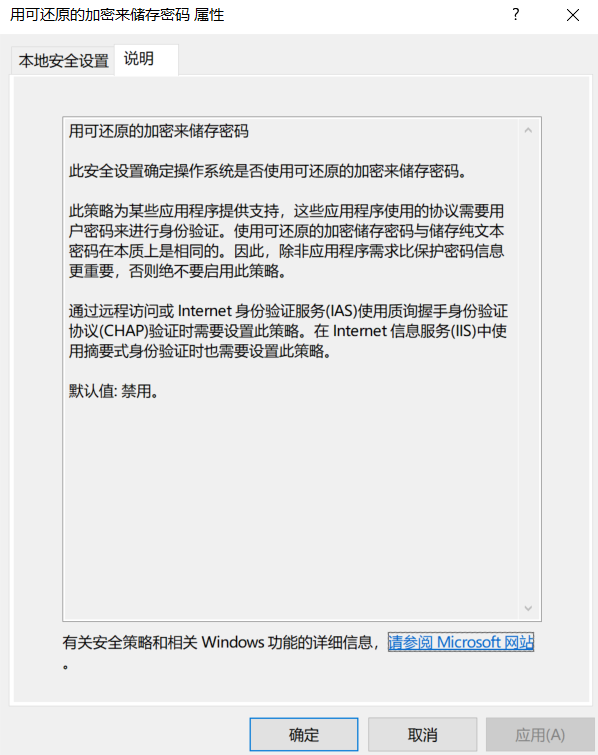 用可还原的加密来储存密码 属性
?
本地安全设置 说明
用可还原的加密来储存密码
此安全设置确定操作系统是否使用可还原的加密来储存密码。
此策略为某些应用程序提供支持，这些应用程序使用的协议需要用
户密码来进行身份验证。使用可还原的加密储存密码与储存纯文本
密码在本质上是相同的。因此，除非应用程序需求比保护密码信息
更重要，否则绝不要启用此策略。
通过远程访问或 Internet 身份验证服务(IAS)使用质询握手身份验证
协议(CHAP)验证时需要设置此策略。在 Internet 信息服务(IIS)中使
用摘要式身份验证时也需要设置此策略。
默认值: 禁用。
有关安全策略和相关 Windows 功能的详细信息，请参阅 Microsoft 网站
。
确定 取消 应用(A)